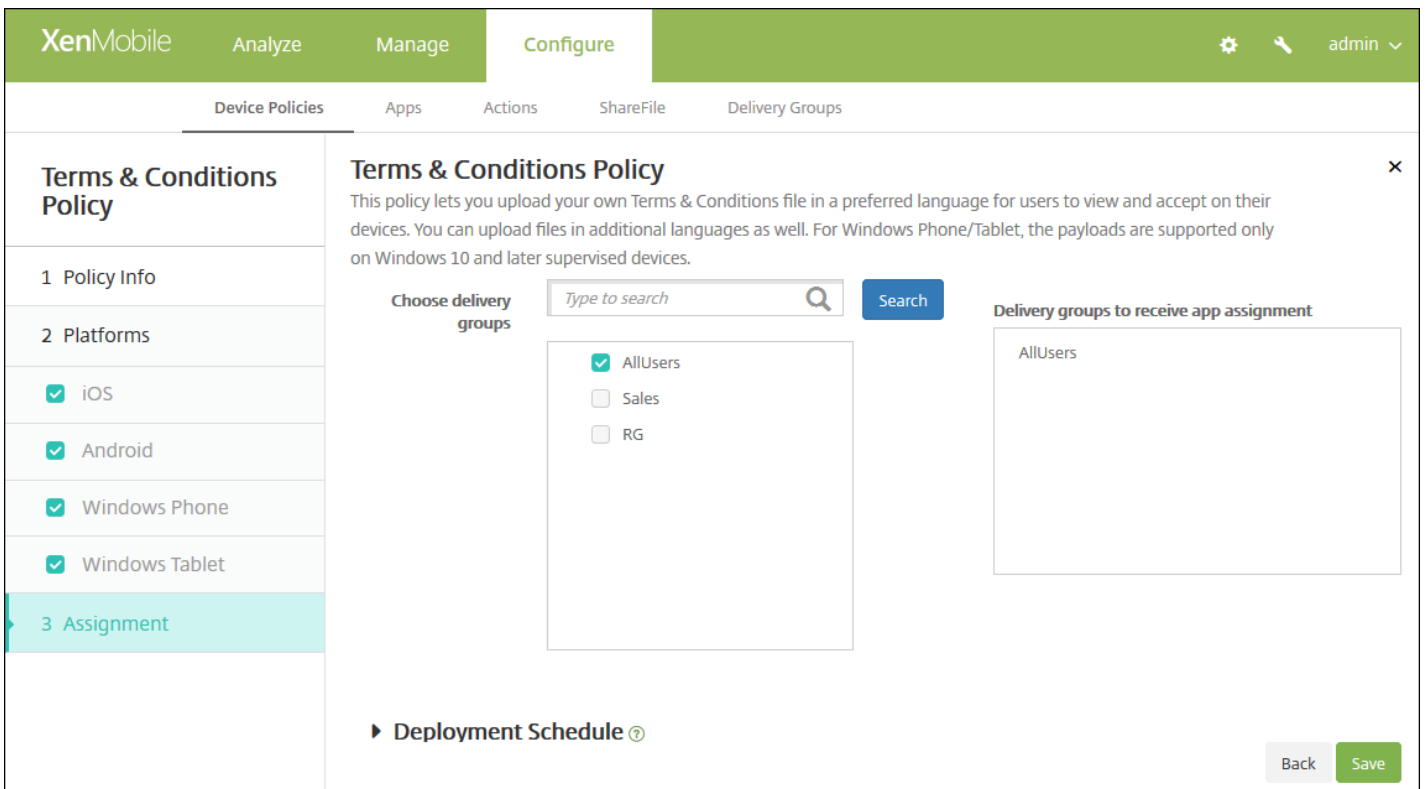 XenMobile Analyze Manage Configure admin
Device Policies Apps Actions ShareFile Delivery Groups
Terms & Conditions
Policy
1 Policy Info
2 Platforms
iOS
Android
Windows Phone
Windows Tablet
3 Assignment
Terms & Conditions Policy
This policy lets you upload your own Terms & Conditions file in a preferred language for users to view and accept on their
devices. You can upload files in additional languages as well. For Windows Phone/Tablet, the payloads are supported only
on Windows 10 and later supervised devices.
Choose delivery
groups
Type to search
Search
AllUsers
Sales
RG
Delivery groups to receive app assignment
AllUsers
Deployment Schedule ?
Back Save